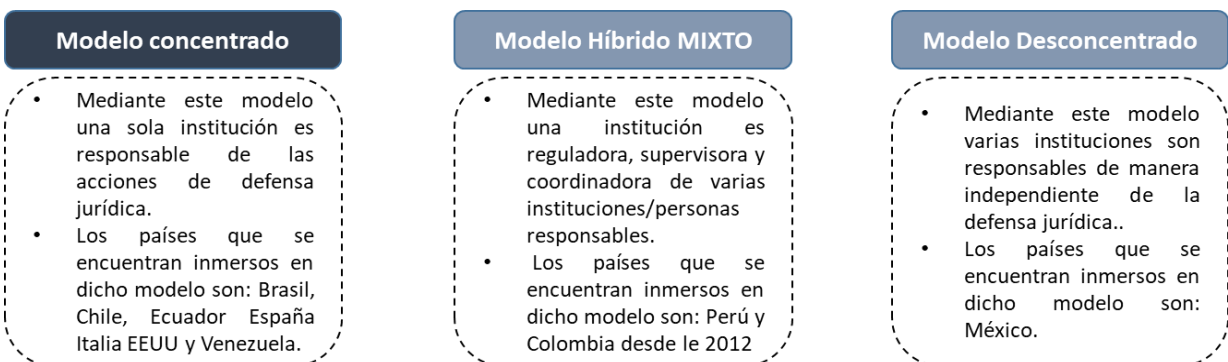 Modelo concentrado
• Mediante este modelo
una sola institución es
responsable de las
acciones de defensa
jurídica.
• Los países que se
encuentran inmersos en
dicho modelo son: Brasil,
Chile, Ecuador España
Italia EEUU y Venezuela.
Modelo Híbrido MIXTO
• Mediante este modelo
una institución es
reguladora, supervisora y
coordinadora de varias
instituciones/personas
responsables.
• Los países que se
encuentran inmersos en
dicho modelo son: Perú y
Colombia desde le 2012
Modelo Desconcentrado
• Mediante este modelo
varias instituciones son
responsables de manera
independiente de la
defensa jurídica..
• Los países que se
encuentran inmersos en
dicho modelo son:
México.